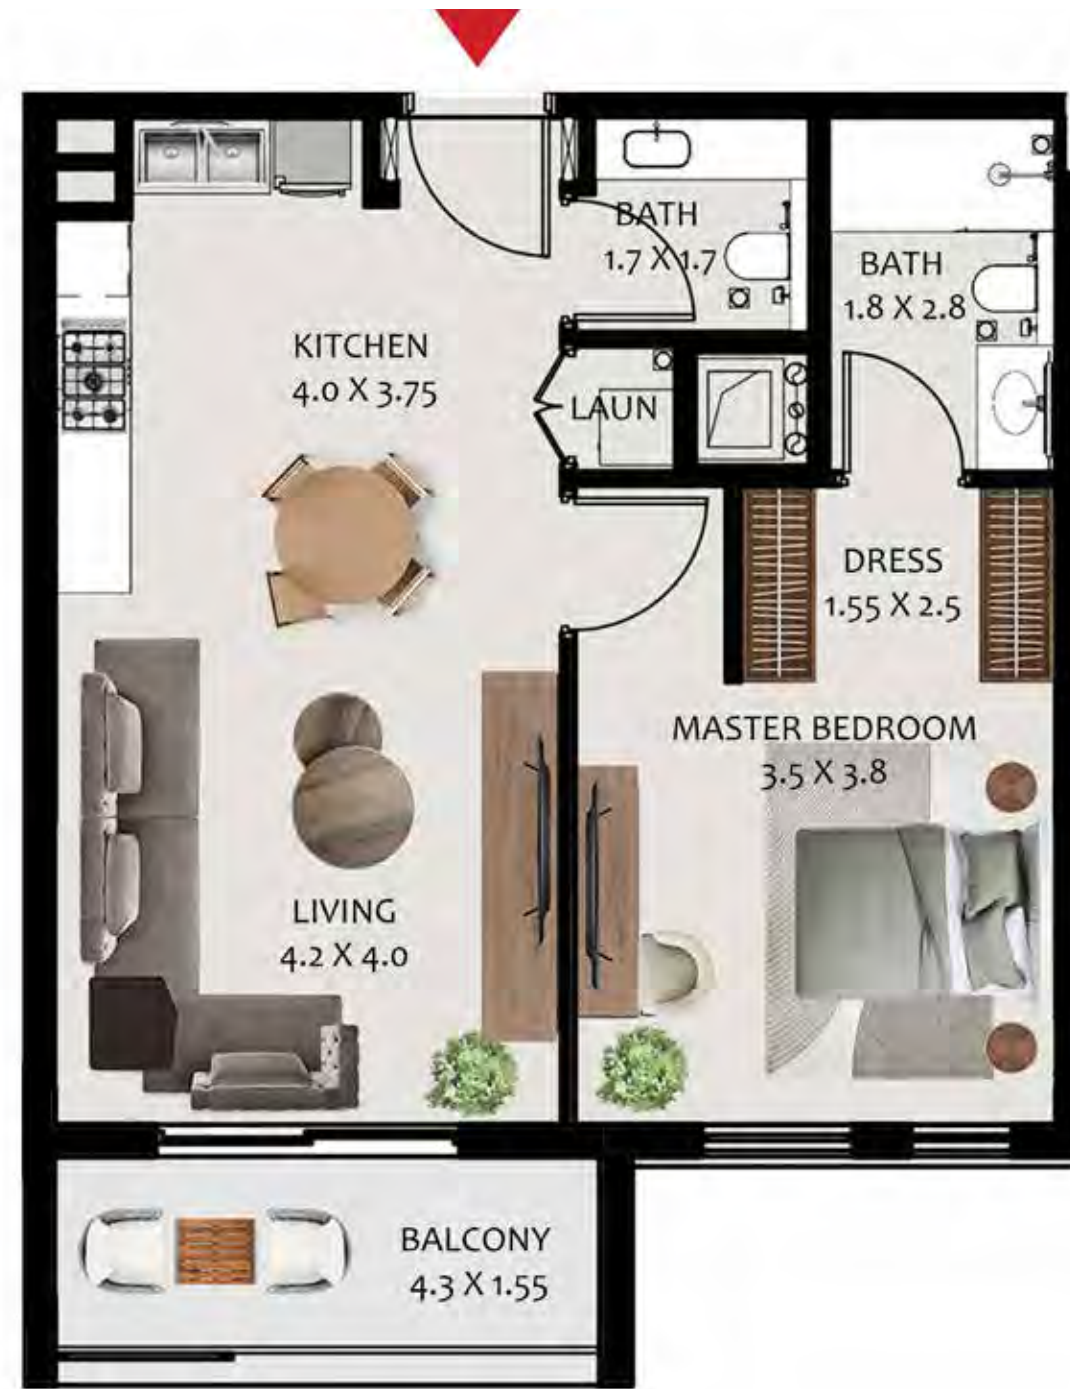 BATH
1.7 X 1.7
BATH
1.8 X 2.8
KITCHEN
4.0 X 3.75
LAUN
DRESS
1.55 X 2.5
MASTER BEDROOM
3.5 X 3.8
LIVING
4.2 X 4.0
BALCONY
4.3 X 1.55